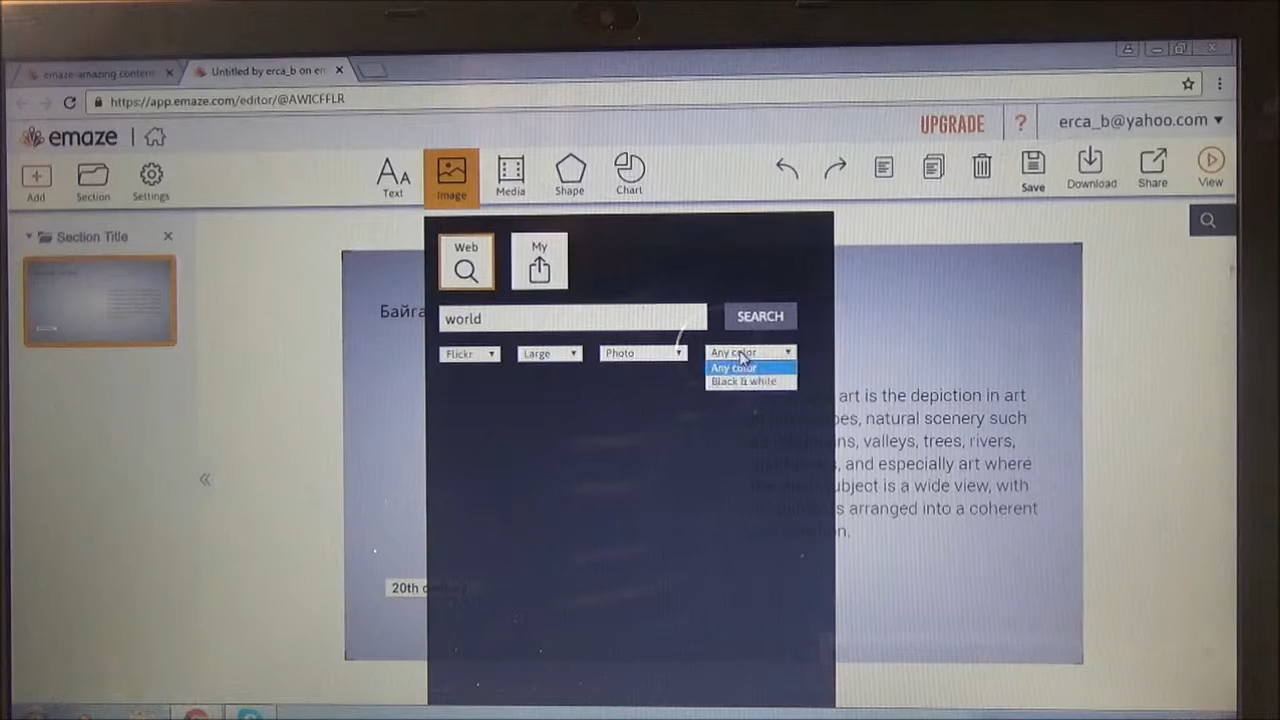 emaze-amazing content
Untitled by erca_b on em
https://app.emaze.com/editor/@AWICFFLR
emaze
UPGRADE
?
erca_b@yahoo.com
Add
Section
Settings
Text
Image
Media
Shape
Chart
Save
Download
Share
View
Section Title
Web
My
world
SEARCH
Flickr
Large
Photo
Any color
Any color
Black & white
art is the depiction in art
natural scenery such
valleys, trees, rivers,
and especially art where
subject is a wide view, with
arranged into a coherent
20th century